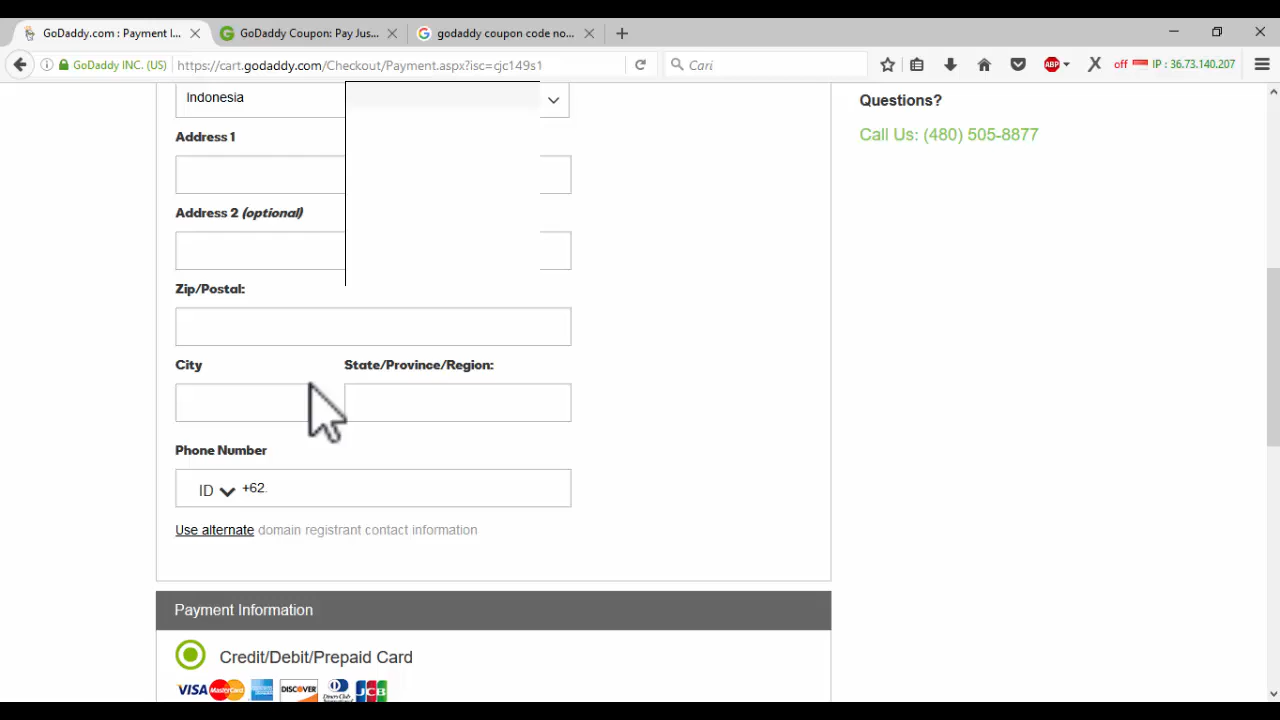 GoDaddy.com : Payment I...
GoDaddy Coupon: Pay Jus...
godaddy coupon code no...
GoDaddy INC. (US)
https://cart.godaddy.com/Checkout/Payment.aspx?isc=cjc149s1
Cari
ABP
X
off
IP : 36.73.140.207
Indonesia
Questions?
Address 1
Call Us: (480) 505-8877
Address 2 (optional)
Zip/Postal:
City
State/Province/Region:
Phone Number
ID +62.
Use alternate domain registrant contact information
Payment Information
Credit/Debit/Prepaid Card
VISA MasterCard DISCOVER JCB